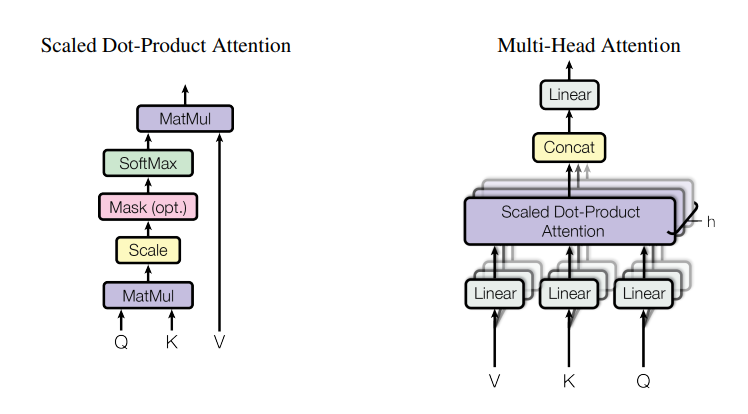 Scaled Dot-Product Attention
MatMul
SoftMax
Mask (opt.)
Scale
MatMul
Q K V
Multi-Head Attention
Linear
Concat
Scaled Dot-Product
Attention
h
Linear Linear Linear
V K Q